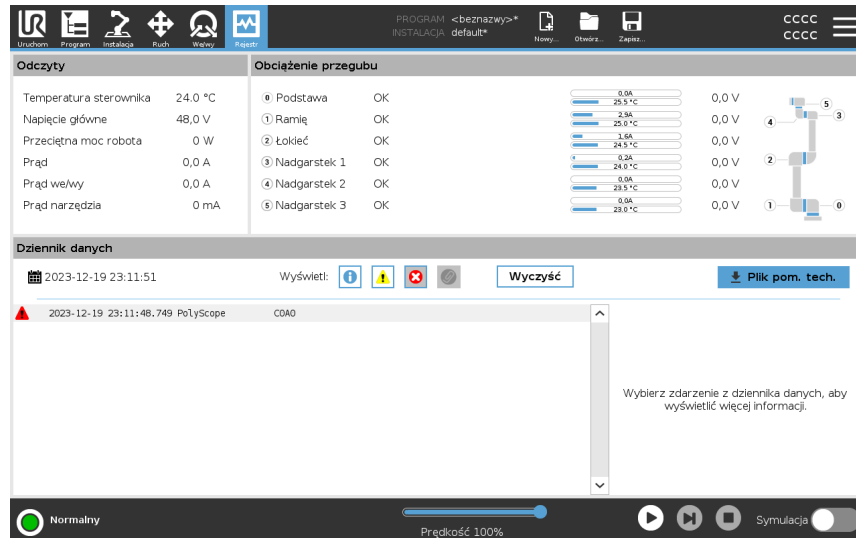 PROGRAM <beznazwy>*
INSTALACJA default*
Uruchom Program Instalacja Ruch We/wy Rejestr Nowy... Otwórz... Zapisz...
CCCC
CCCC
Odczyty
Temperatura sterownika 24.0 °C
Napięcie główne 48,0 V
Przeciętna moc robota 0 W
Prąd 0,0 A
Prąd we/wy 0,0 A
Prąd narzędzia 0 mA
Obciążenie przegubu
0 Podstawa OK 0,0A 25.5 °C 0,0 V
1 Ramię OK 2,9A 25.0 °C 0,0 V
2 Łokieć OK 1,6A 24.5 °C 0,0 V
3 Nadgarstek 1 OK 0,2A 24.0 °C 0,0 V
4 Nadgarstek 2 OK 0,0A 23.5 °C 0,0 V
5 Nadgarstek 3 OK 0,0A 23.0 °C 0,0 V
5
4 3
2
1 0
Dziennik danych
2023-12-19 23:11:51 Wyświetl: Wyczyść Plik pom. tech.
2023-12-19 23:11:48.749 PolyScope C0A0
Wybierz zdarzenie z dziennika danych, aby
wyświetlić więcej informacji.
Normalny
Prędkość 100%
Symulacja